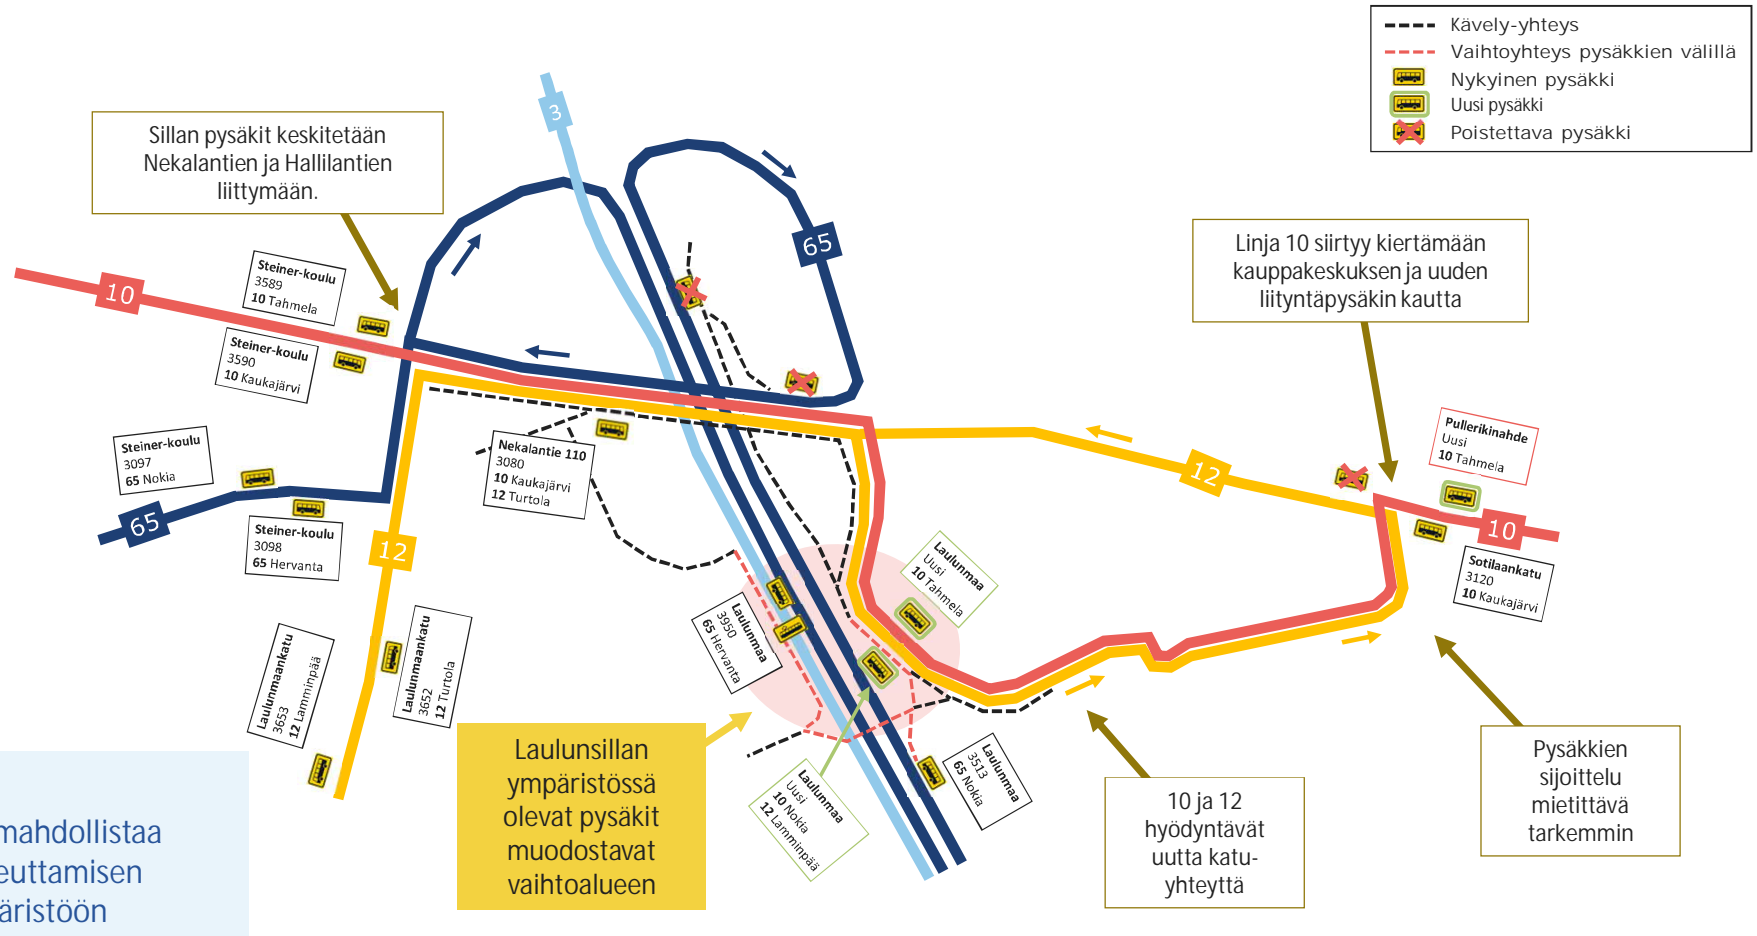 Kävely-yhteys
Vaihtoyhteys pysäkkien välillä
Nykyinen pysäkki
Uusi pysäkki
Poistettava pysäkki
Sillan pysäkit keskitetään
Nekalantien ja Hallilantien
liittymään.
3
65
Linja 10 siirtyy kiertämään
kauppakeskuksen ja uuden
liityntäpysäkin kautta
10
Steiner-koulu
3589
10 Tahmela
Steiner-koulu
3590
10 Kaukajärvi
Steiner-koulu
3097
65 Nokia
65
Steiner-koulu
3098
65 Hervanta
12
Nekalantie 110
3080
10 Kaukajärvi
12 Turtola
12
Pullerikinahde
Uusi
10 Tahmela
10
Sotilaankatu
3120
10 Kaukajärvi
Laulunmaa
Uusi
10 Tahmela
Laulunmaa
3950
65 Hervanta
Laulunmaankatu
3653
12 Lamminpää
Laulunmaankatu
3652
12 Turtola
Laulunmaa
Uusi
10 Nokia
12 Lamminpää
Laulunmaa
3513
65 Nokia
Laulunsillan
ympäristössä
olevat pysäkit
muodostavat
vaihtoalueen
10 ja 12
hyödyntävät
uutta katu-
yhteyttä
Pysäkkien
sijoittelu
mietittävä
tarkemmin
mahdollistaa
euttamisen
äristöön